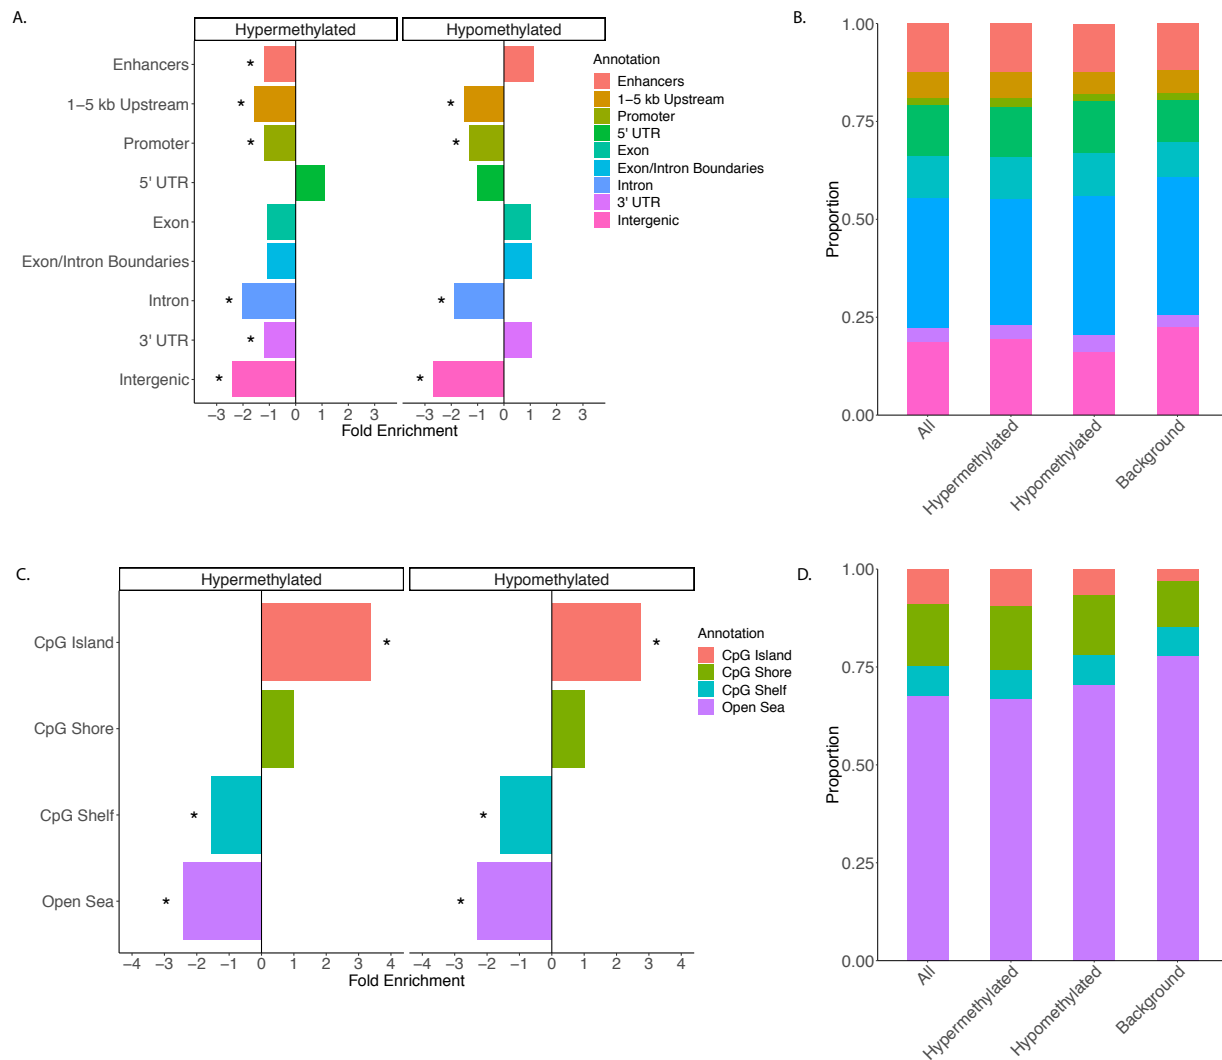 A.
Hypermethylated
Hypomethylated
Enhancers
1−5 kb Upstream
Promoter
5' UTR
Exon
Exon/Intron Boundaries
Intron
3' UTR
Intergenic
*
*
*
*
*
*
*
*
*
*
−3 −2 −1 0 1 2 3
−3 −2 −1 0 1 2 3
Fold Enrichment
Annotation
Enhancers
1−5 kb Upstream
Promoter
5' UTR
Exon
Exon/Intron Boundaries
Intron
3' UTR
Intergenic
B.
Proportion
1.00
0.75
0.50
0.25
0.00
All
Hypermethylated
Hypomethylated
Background
C.
Hypermethylated
Hypomethylated
CpG Island
CpG Shore
CpG Shelf
Open Sea
*
*
*
*
*
*
−4 −3 −2 −1 0 1 2 3 4
−4 −3 −2 −1 0 1 2 3 4
Fold Enrichment
Annotation
CpG Island
CpG Shore
CpG Shelf
Open Sea
D.
Proportion
1.00
0.75
0.50
0.25
0.00
All
Hypermethylated
Hypomethylated
Background